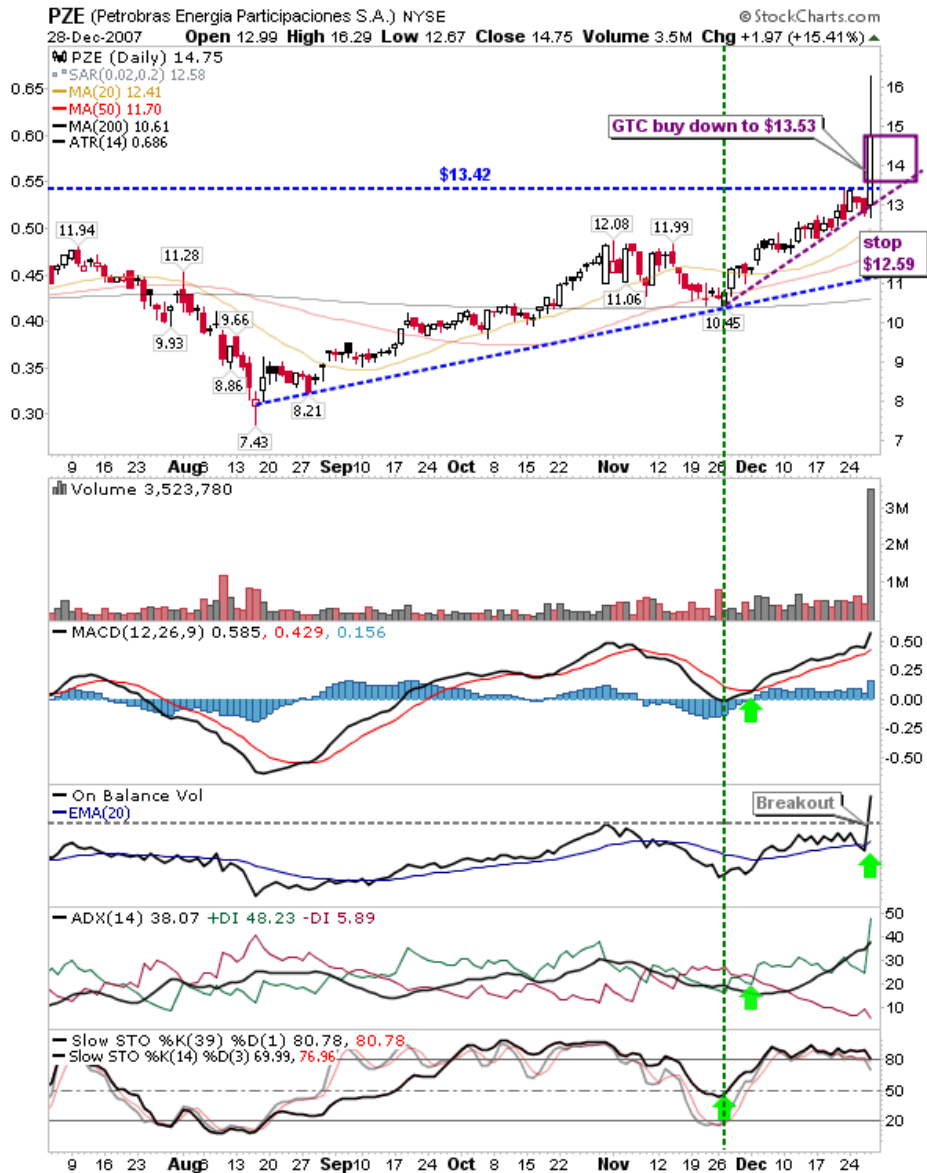 PZE (Petrobras Energia Participaciones S.A.) NYSE © StockCharts.com
28-Dec-2007 Open 12.99 High 16.29 Low 12.67 Close 14.75 Volume 3.5M Chg +1.97 (+15.41%)
PZE (Daily) 14.75
SAR(0.02,0.2) 12.58
MA(20) 12.41
MA(50) 11.70
MA(200) 10.61
ATR(14) 0.686
0.65
0.60
0.55
0.50
0.45
0.40
0.35
0.30
16
15
14
13
11
10
9
8
7
GTC buy down to $13.53
$13.42
stop
$12.59
11.94
11.28
9.93
9.66
8.86
7.43
8.21
12.08
11.06
11.99
10.45
9 16 23 Aug 6 13 20 27 Sep 10 17 24 Oct 8 15 22 Nov 12 19 26 Dec 10 17 24
Volume 3,523,780
3M
2M
1M
MACD(12,26,9) 0.585, 0.429, 0.156
0.50
0.25
0.00
-0.25
-0.50
On Balance Vol
EMA(20)
Breakout
ADX(14) 38.07 +DI 48.23 -DI 5.89
50
40
30
20
10
Slow STO %K(39) %D(1) 80.78, 80.78
Slow STO %K(14) %D(3) 69.99, 76.96
80
50
20
9 16 23 Aug 6 13 20 27 Sep 10 17 24 Oct 8 15 22 Nov 12 19 26 Dec 10 17 24